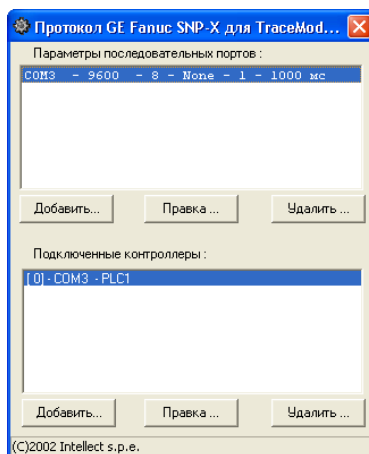 Протокол GE Fanuc SNP-X для TraceMod...
Параметры последовательных портов :
COM3 - 9600 - 8 - None - 1 - 1000 мс
Добавить... Правка ... Удалить ...
Подключенные контроллеры :
[ 0] - COM3 - PLC1
Добавить... Правка ... Удалить ...
(C)2002 Intellect s.p.e.